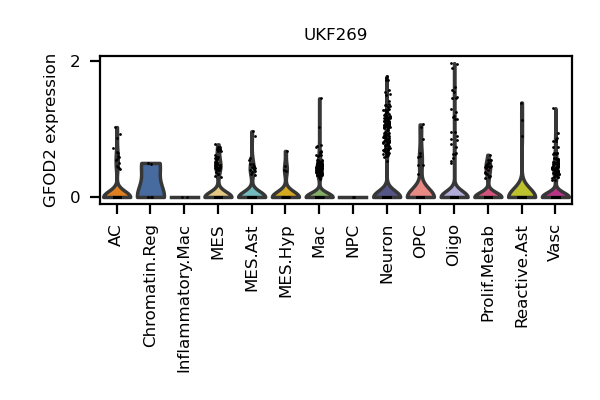 UKF269
GFOD2 expression
2
0
AC
Chromatin.Reg
Inflammatory.Mac
MES
MES.Ast
MES.Hyp
Mac
NPC
Neuron
OPC
Oligo
Prolif.Metab
Reactive.Ast
Vasc